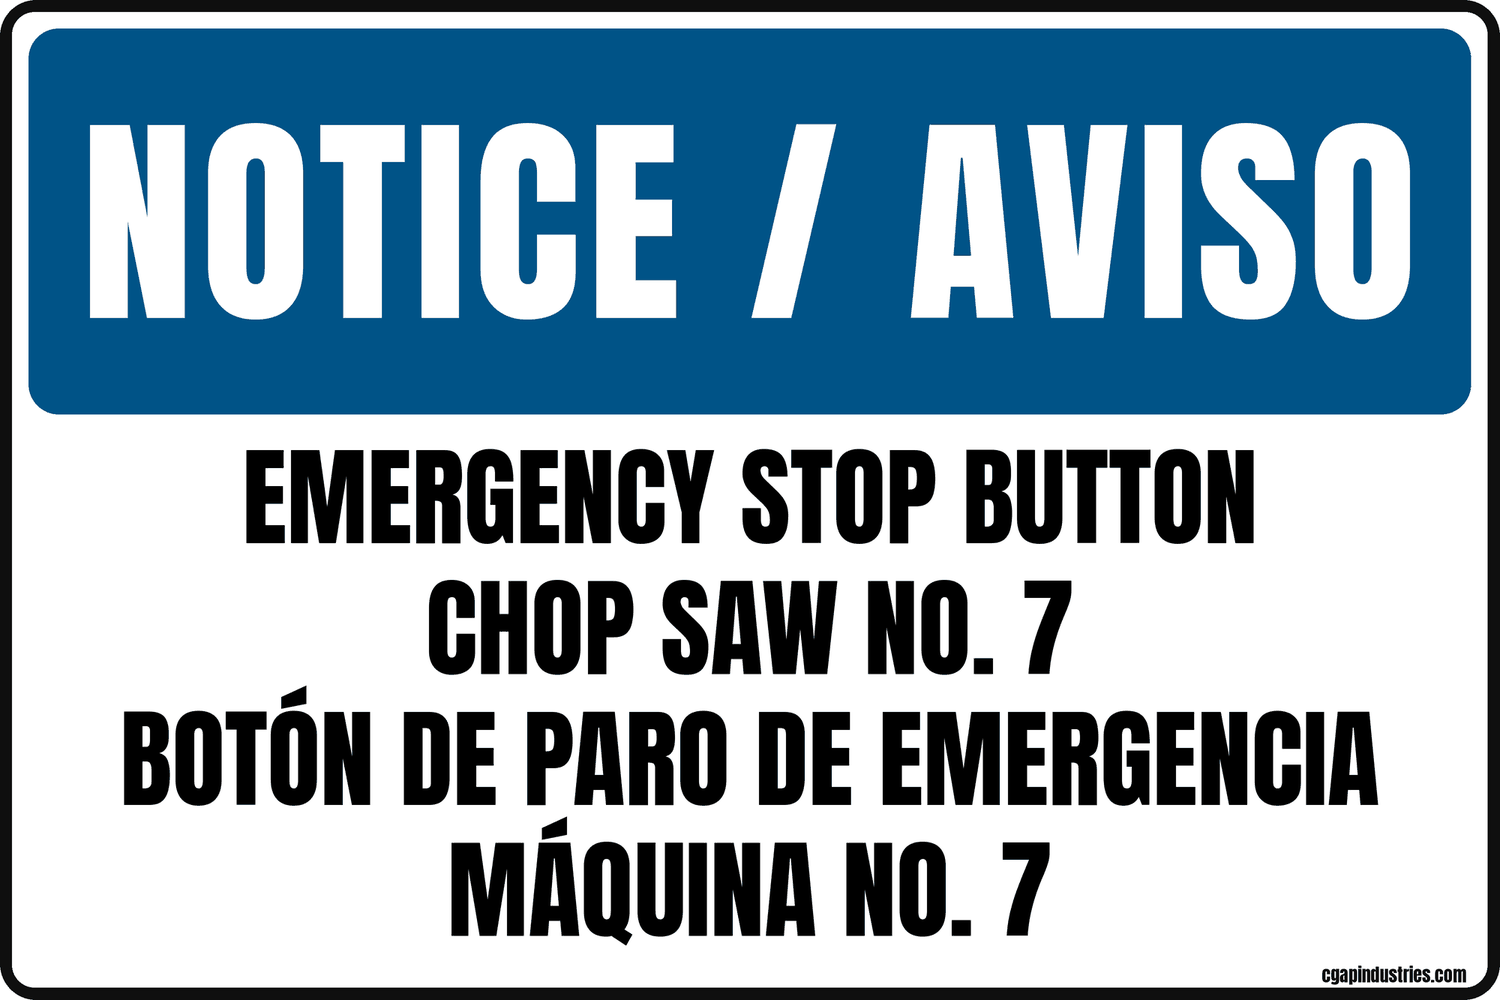 NOTICE / AVISO
EMERGENCY STOP BUTTON
CHOP SAW NO. 7
BOTÓN DE PARO DE EMERGENCIA
MÁQUINA NO. 7
cgapindustries.com